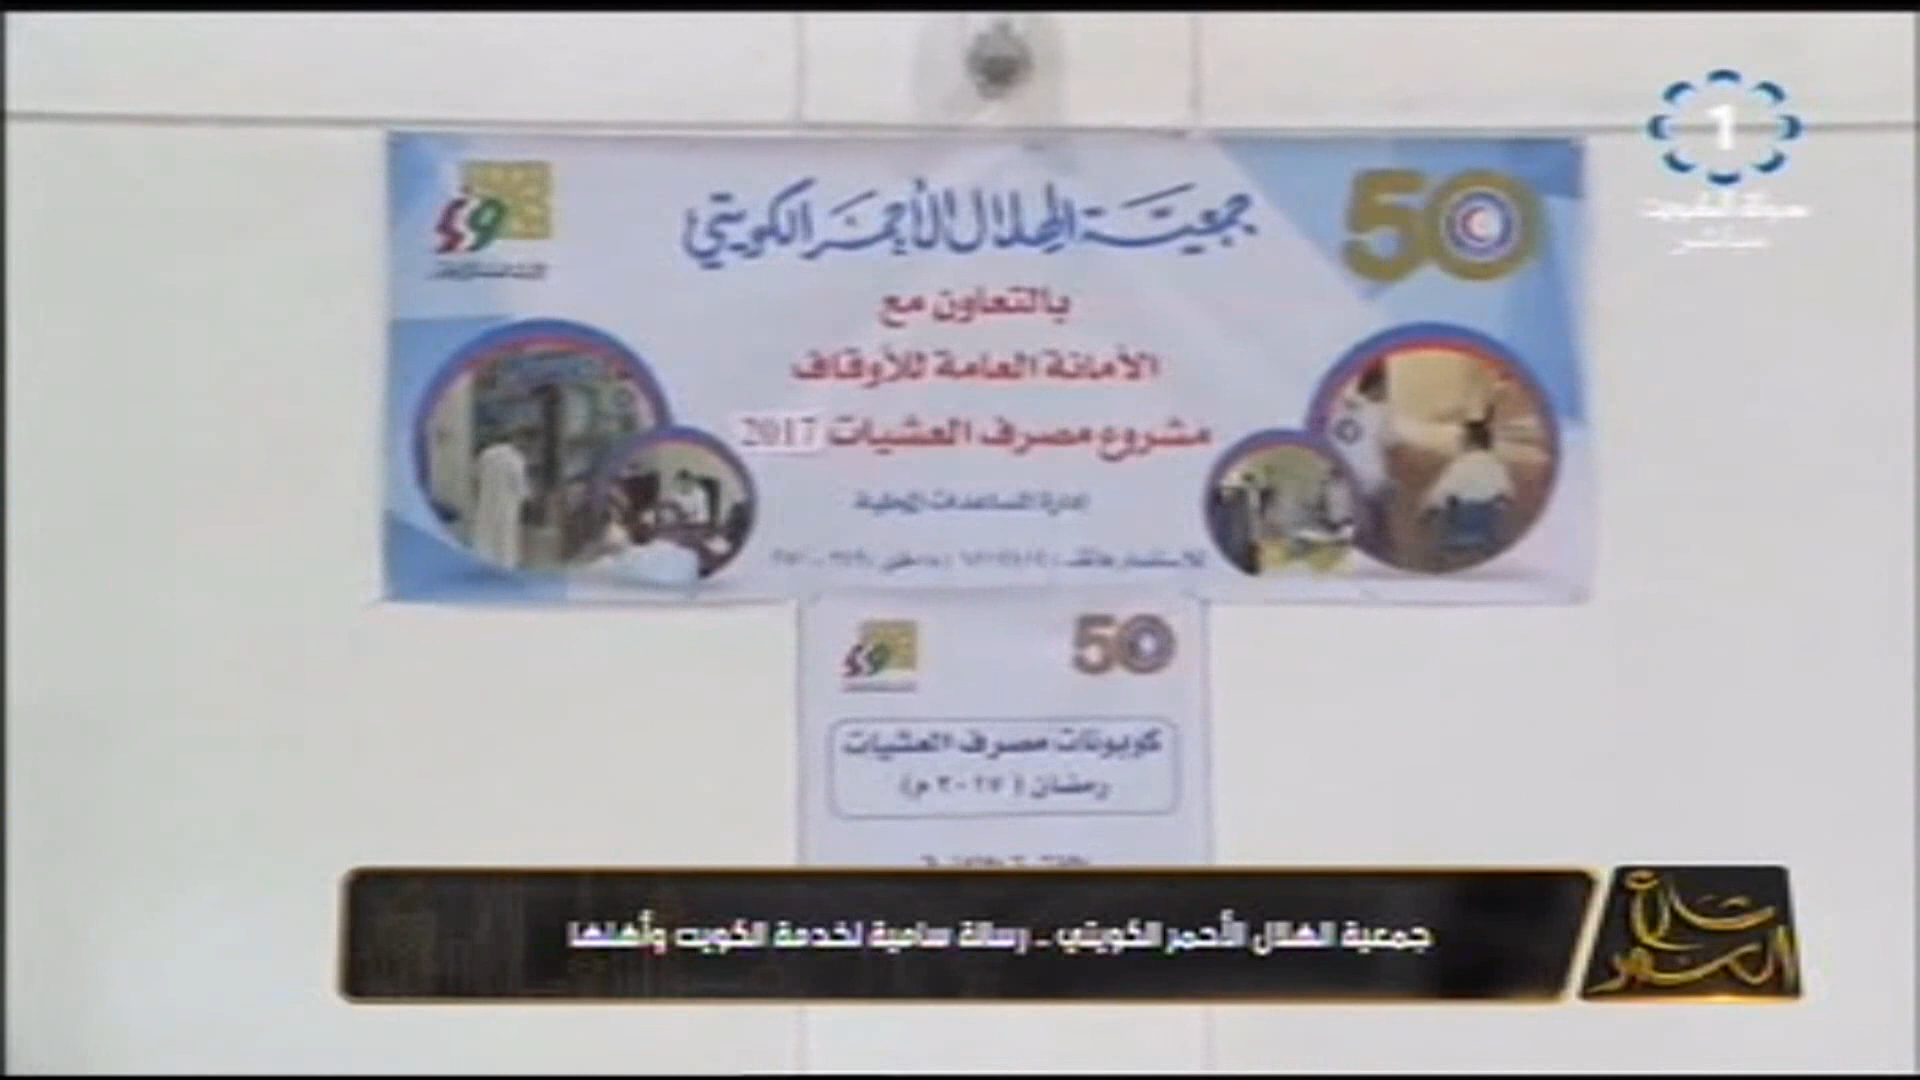 1
50
جمعية الهلال الأحمر الكويتي
بالتعاون مع
الأمانة العامة للأوقاف
مشروع مصرف العشيات 2017
إدارة المساعدات المحلية
50
كوبونات مصرف العشيات
رمضان (٢٠١٧ م)
جمعية الهلال الأحمر الكويتي .. رسالة سامية لخدمة الكويت وأهلها